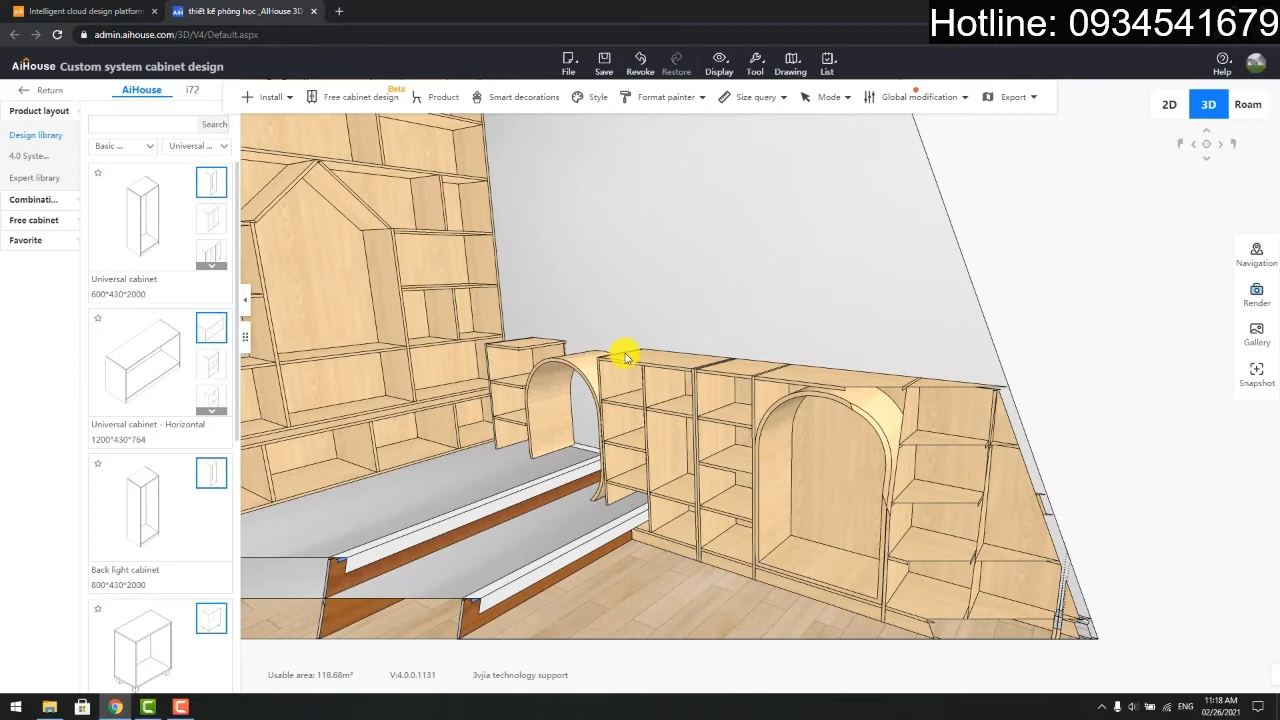 Hotline: 0934541679
Intelligent cloud design platform
thiết kế phòng học _AIHouse 3D
admin.aihouse.com/3D/V4/Default.aspx
AiHouse Custom system cabinet design
File Save Revoke Restore Display Tool Drawing List Help
Return AiHouse i72
Install Free cabinet design Beta Product Smart decorations Style Format painter Size query Mode Global modification Export
2D 3D Roam
Product layout
Design library
4.0 Syste...
Expert library
Combinati...
Free cabinet
Favorite
Search
Basic ... Universal ...
Universal cabinet
600*430*2000
Universal cabinet - Horizontal
1200*430*764
Back light cabinet
800*430*2000
Navigation
Render
Gallery
Snapshot
Usable area: 118.68m² V:4.0.0.1131 3vjia technology support
ENG
11:18 AM
02/26/2021